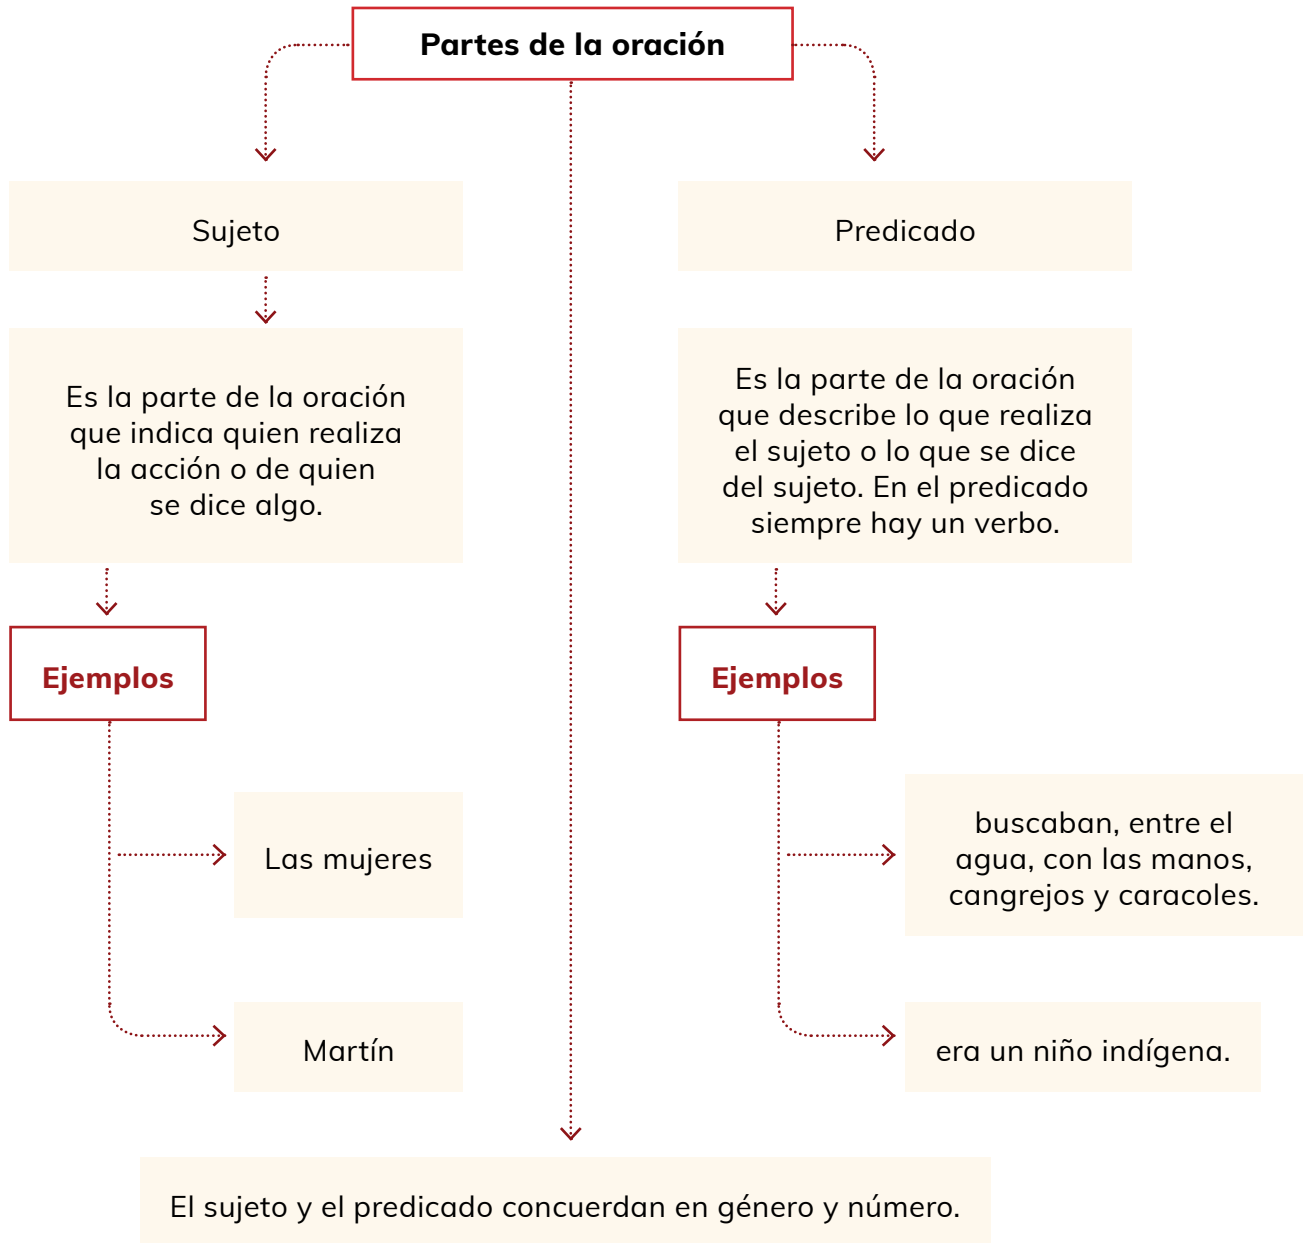 Partes de la oración
Sujeto
Predicado
Es la parte de la oración
que indica quien realiza
la acción o de quien
se dice algo.
Es la parte de la oración
que describe lo que realiza
el sujeto o lo que se dice
del sujeto. En el predicado
siempre hay un verbo.
Ejemplos
Ejemplos
Las mujeres
buscaban, entre el
agua, con las manos,
cangrejos y caracoles.
Martín
era un niño indígena.
El sujeto y el predicado concuerdan en género y número.